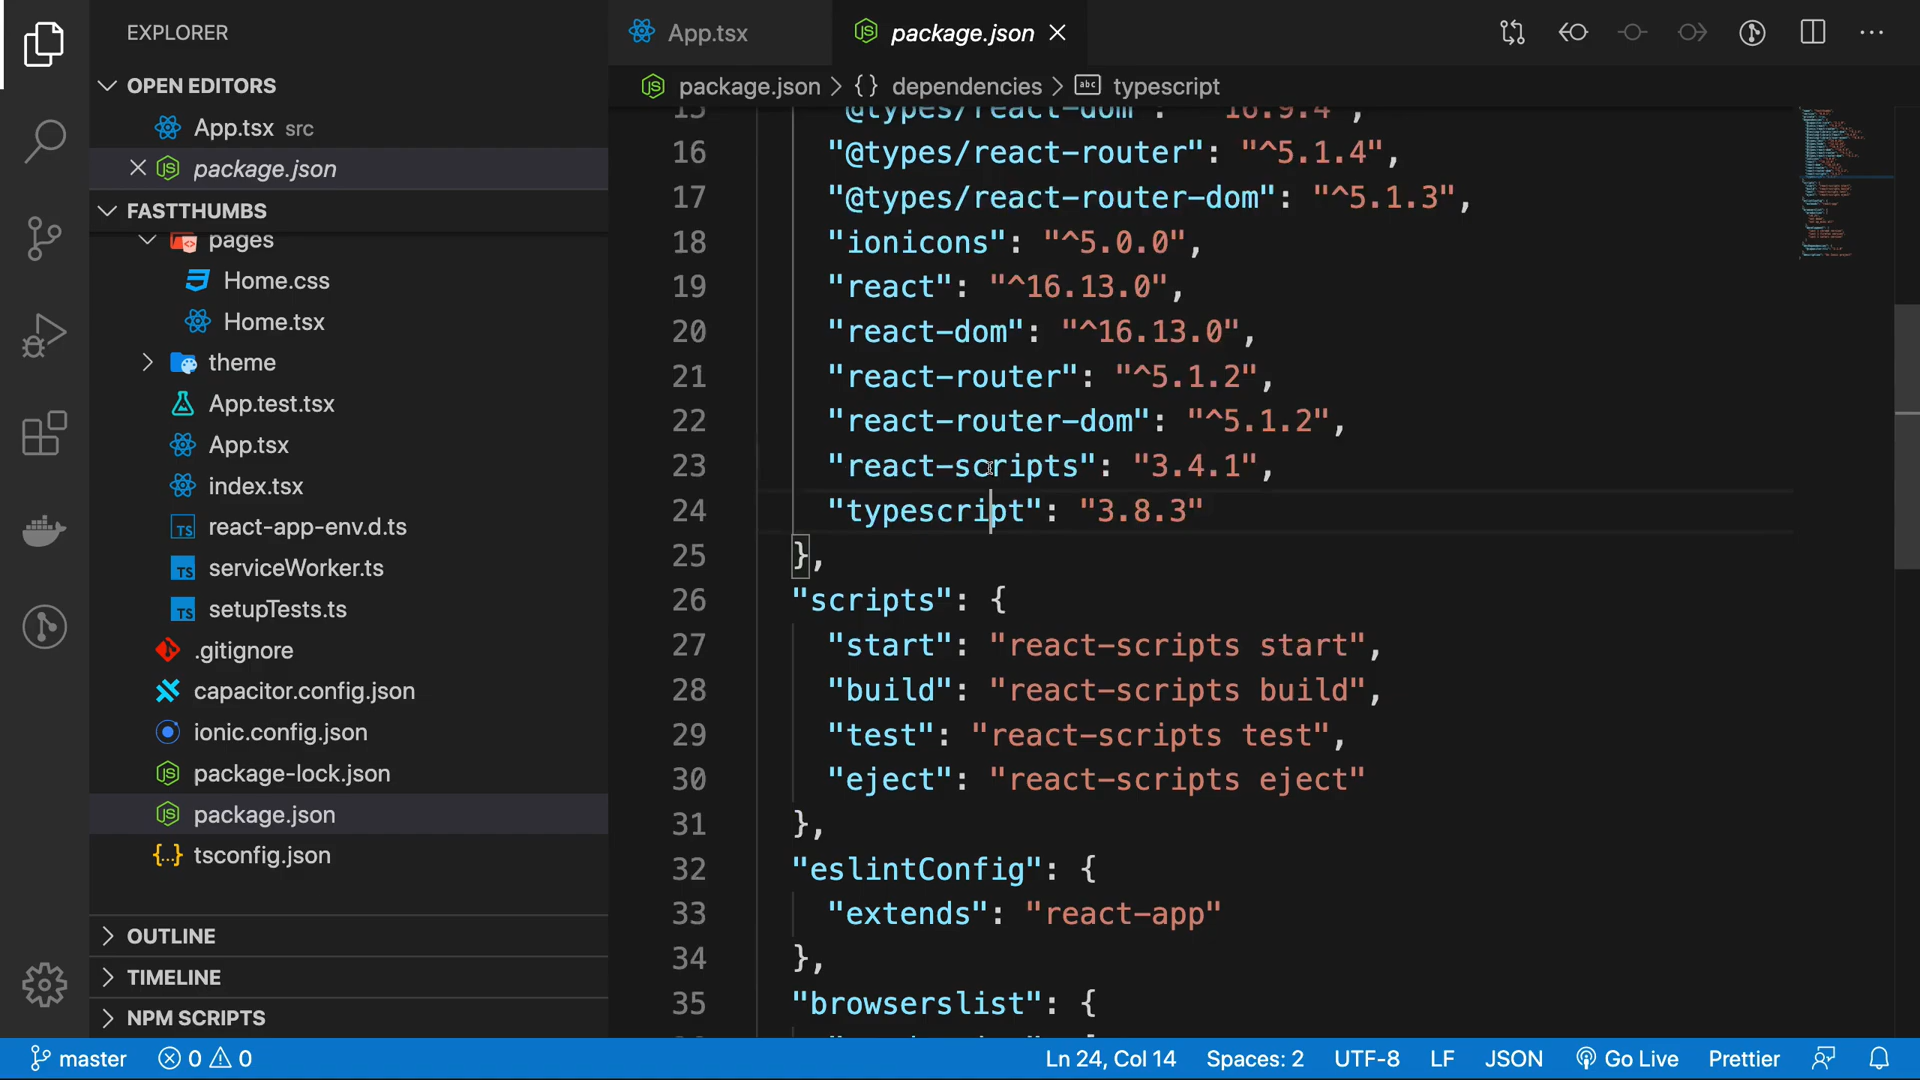 EXPLORER
OPEN EDITORS
App.tsx src
package.json
FASTTHUMBS
pages
Home.css
Home.tsx
theme
App.test.tsx
App.tsx
index.tsx
react-app-env.d.ts
serviceWorker.ts
setupTests.ts
.gitignore
capacitor.config.json
ionic.config.json
package-lock.json
package.json
tsconfig.json
OUTLINE
TIMELINE
NPM SCRIPTS
App.tsx
package.json
package.json > {} dependencies > abc typescript
15 "@types/react-dom": "^16.9.4",
16 "@types/react-router": "^5.1.4",
17 "@types/react-router-dom": "^5.1.3",
18 "ionicons": "^5.0.0",
19 "react": "^16.13.0",
20 "react-dom": "^16.13.0",
21 "react-router": "^5.1.2",
22 "react-router-dom": "^5.1.2",
23 "react-scripts": "3.4.1",
24 "typescript": "3.8.3"
25 },
26 "scripts": {
27 "start": "react-scripts start",
28 "build": "react-scripts build",
29 "test": "react-scripts test",
30 "eject": "react-scripts eject"
31 },
32 "eslintConfig": {
33 "extends": "react-app"
34 },
35 "browserslist": {
master 0 0 Ln 24, Col 14 Spaces: 2 UTF-8 LF JSON Go Live Prettier